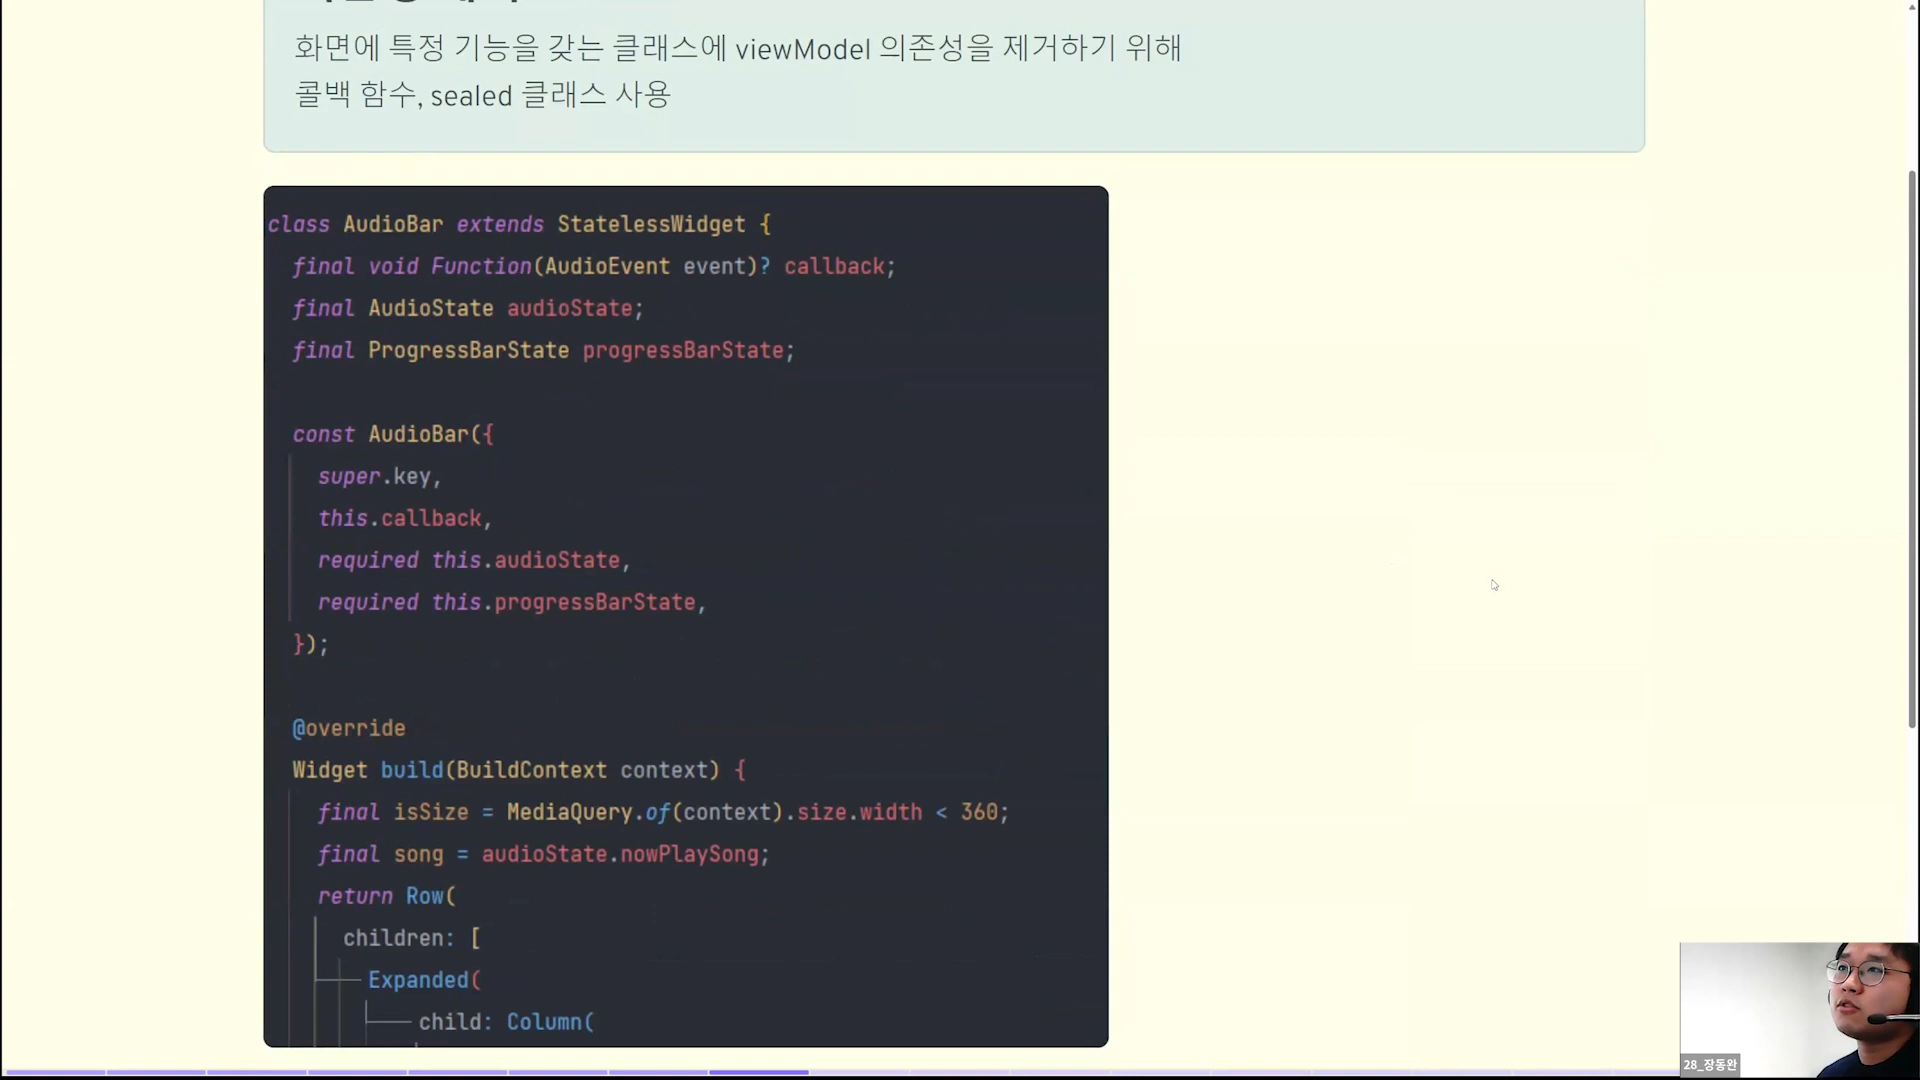 화면에 특정 기능을 갖는 클래스에 viewModel 의존성을 제거하기 위해
콜백 함수, sealed 클래스 사용
class AudioBar extends StatelessWidget {
final void Function(AudioEvent event)? callback;
final AudioState audioState;
final ProgressBarState progressBarState;
const AudioBar({
super.key,
this.callback,
required this.audioState,
required this.progressBarState,
});
@override
Widget build(BuildContext context) {
final isSize = MediaQuery.of(context).size.width < 360;
final song = audioState.nowPlaySong;
return Row(
children: [
Expanded(
child: Column(
28_장동완